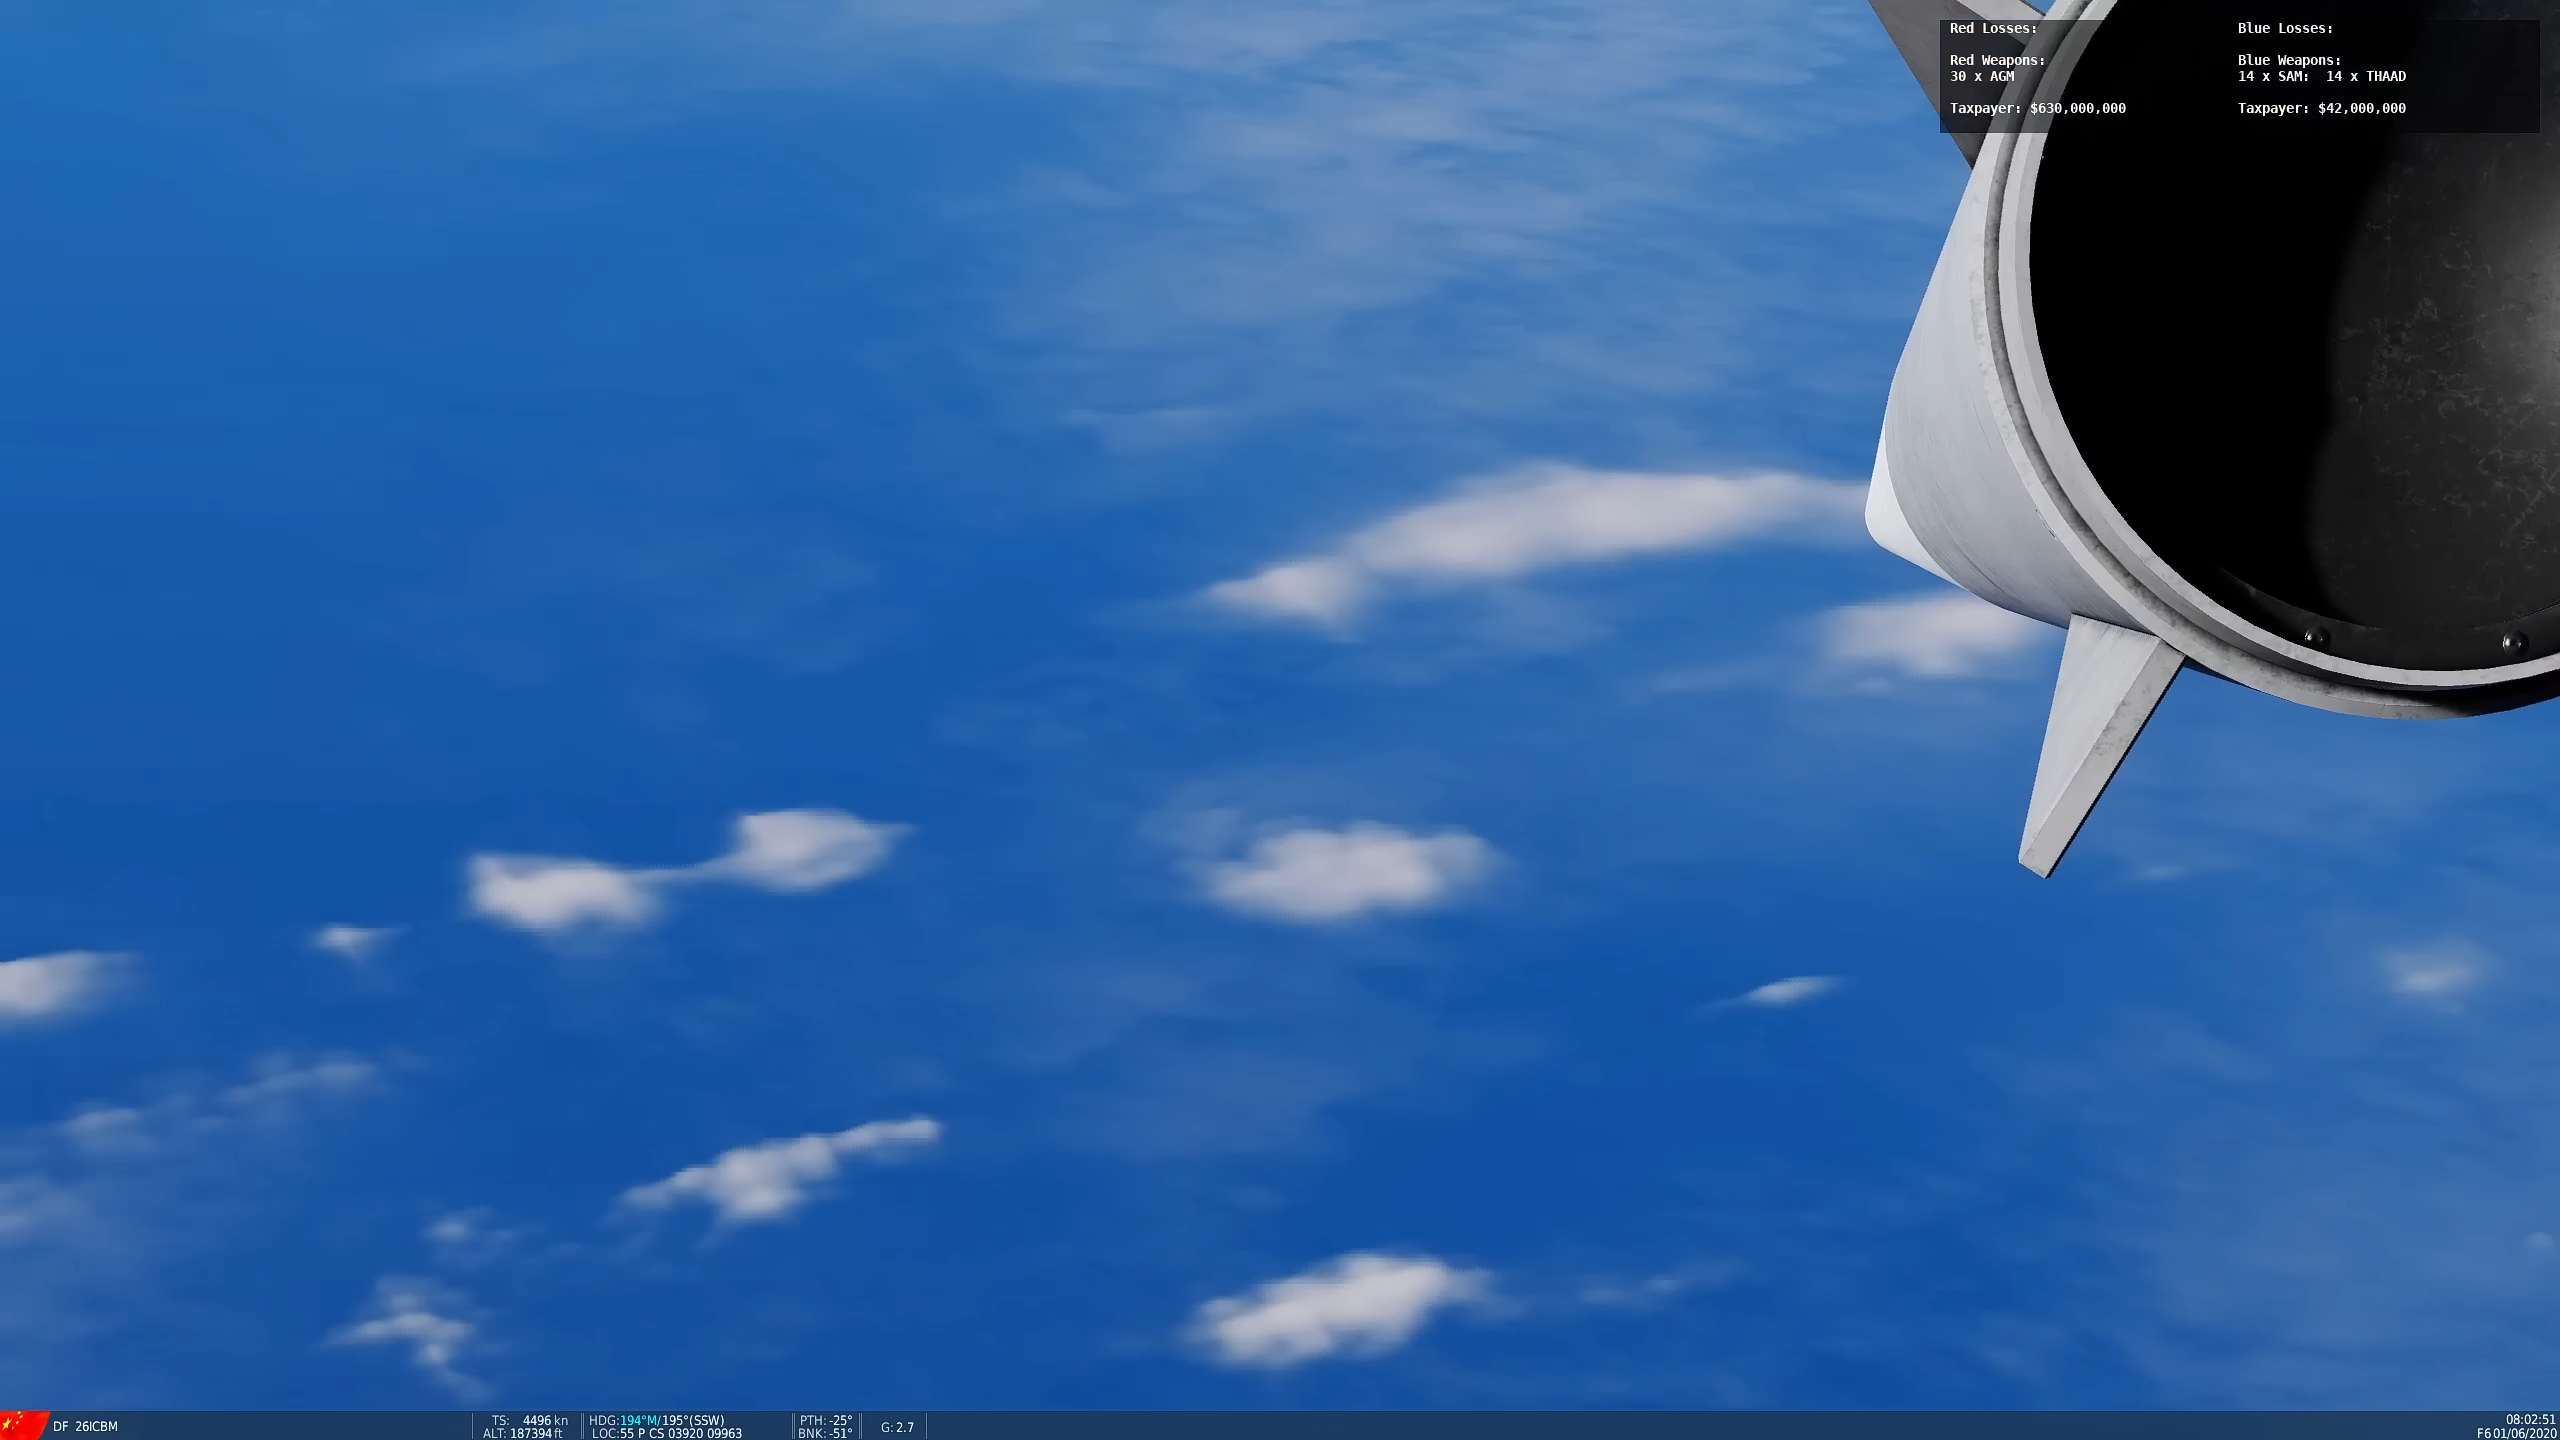 Red Losses:
Red Weapons:
30 x AGM
Taxpayer: $630,000,000
Blue Losses:
Blue Weapons:
14 x SAM:  14 x THAAD
Taxpayer: $42,000,000
DF 26ICBM
TS: 4496 kn
ALT: 187394 ft
HDG:194°M/195°(SSW)
LOC:55 P CS 03920 09963
PTH: -25°
BNK: -51°
G: 2.7
08:02:51
F6 01/06/2020